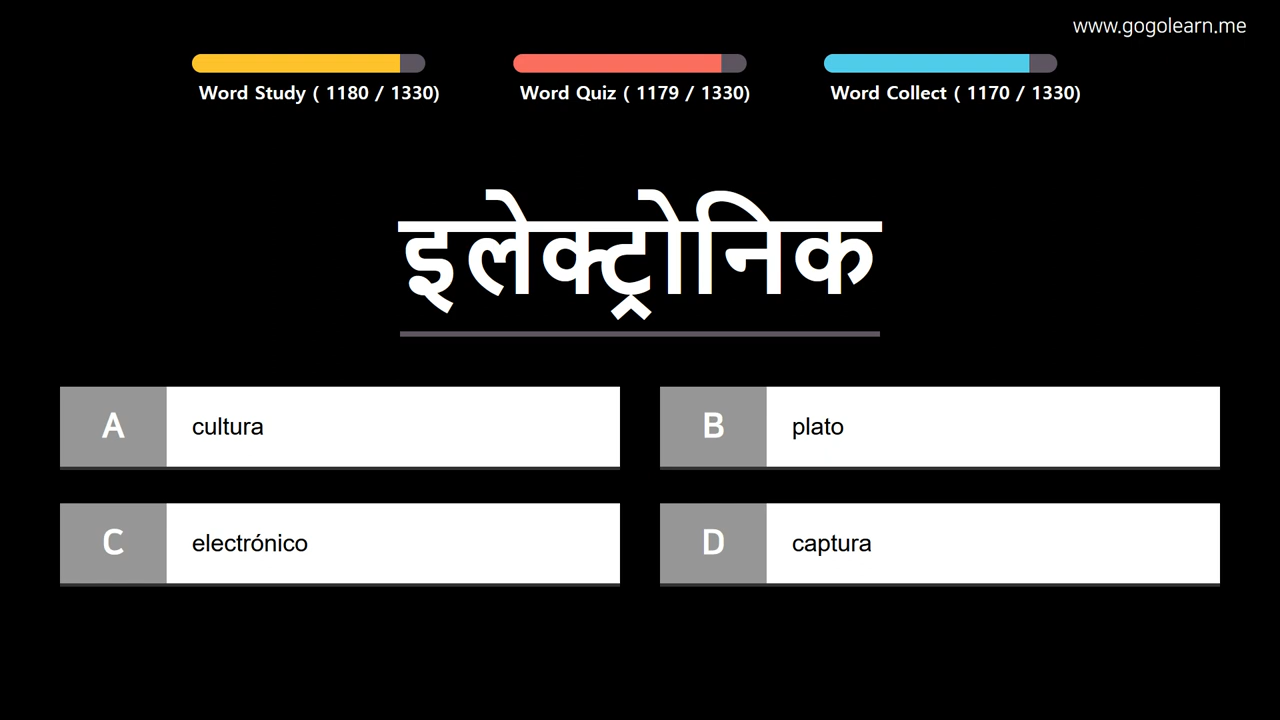 www.gogolearn.me
Word Study ( 1180 / 1330)
Word Quiz ( 1179 / 1330)
Word Collect ( 1170 / 1330)
इलेक्ट्रोनिक
A
cultura
B
plato
C
electrónico
D
captura